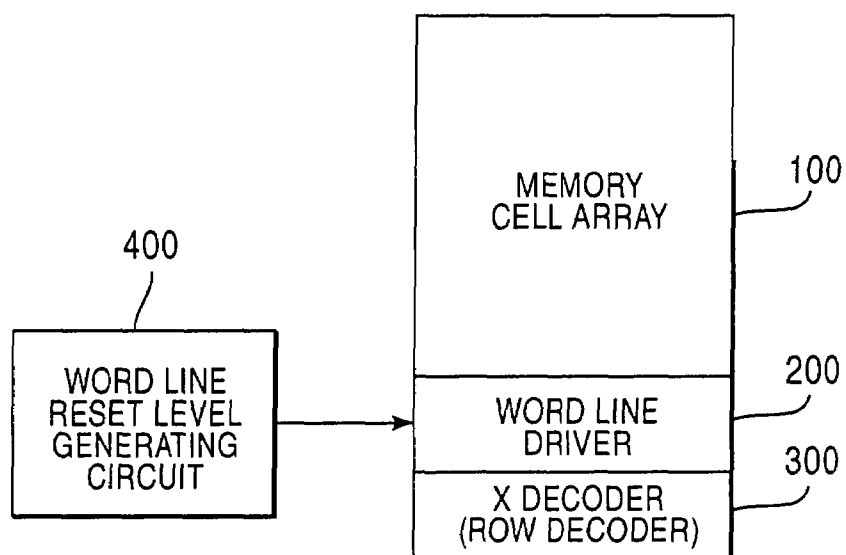 MEMORY
CELL ARRAY
100
400
WORD LINE
RESET LEVEL
GENERATING
CIRCUIT
WORD LINE
DRIVER
200
X DECODER
(ROW DECODER)
300